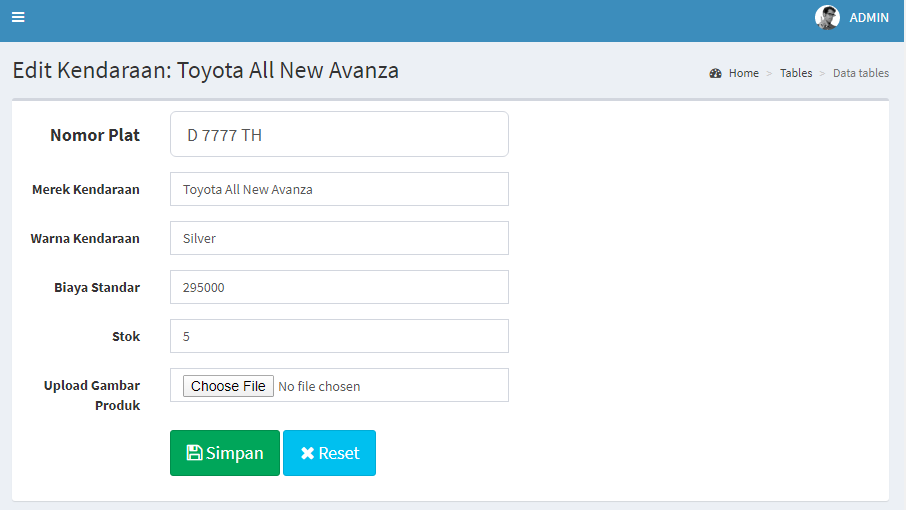 ADMIN
Edit Kendaraan: Toyota All New Avanza
Home > Tables > Data tables
Nomor Plat
D 7777 TH
Merek Kendaraan
Toyota All New Avanza
Warna Kendaraan
Silver
Biaya Standar
295000
Stok
5
Upload Gambar
Produk
Choose File No file chosen
Simpan
Reset